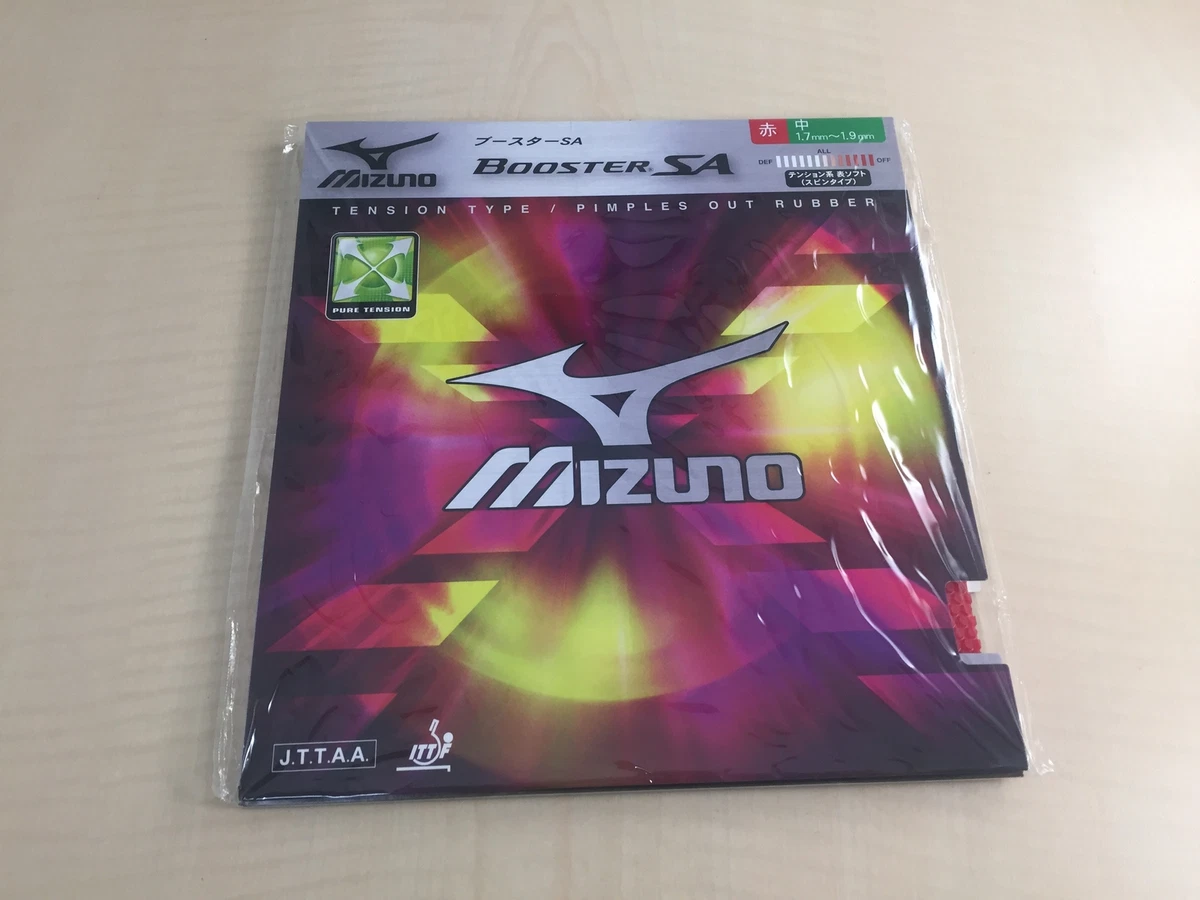 赤
中
1.7mm～1.9mm
MIZUNO
ブースターSA
BOOSTER SA
ALL
DEF
OFF
テンション系 表ソフト
(スピンタイプ)
TENSION TYPE / PIMPLES OUT RUBBER
PURE TENSION
MIZUNO
J.T.T.A.A.
ITTF